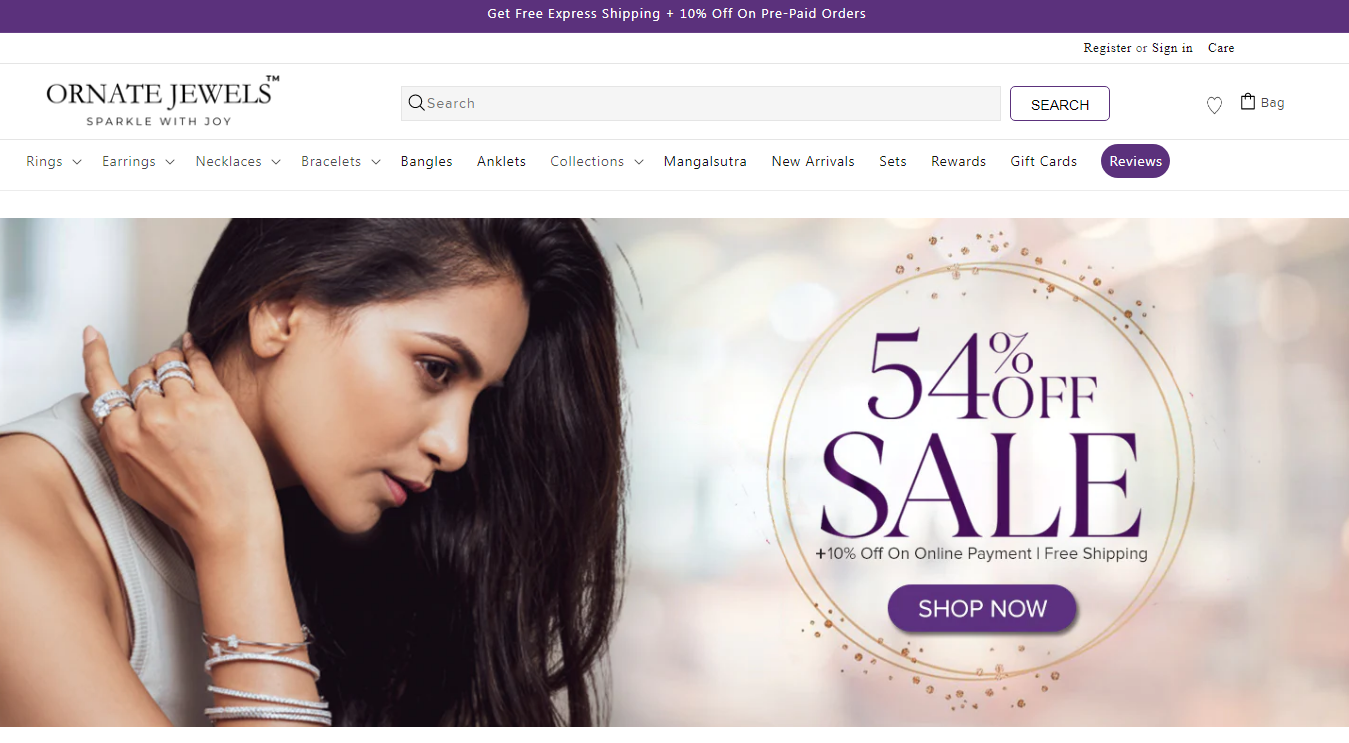 Get Free Express Shipping + 10% Off On Pre-Paid Orders
Register or Sign in Care
ORNATE JEWELS™
SPARKLE WITH JOY
Search
SEARCH
Bag
Rings Earrings Necklaces Bracelets Bangles Anklets Collections Mangalsutra New Arrivals Sets Rewards Gift Cards Reviews
54% OFF
SALE
+10% Off On Online Payment | Free Shipping
SHOP NOW